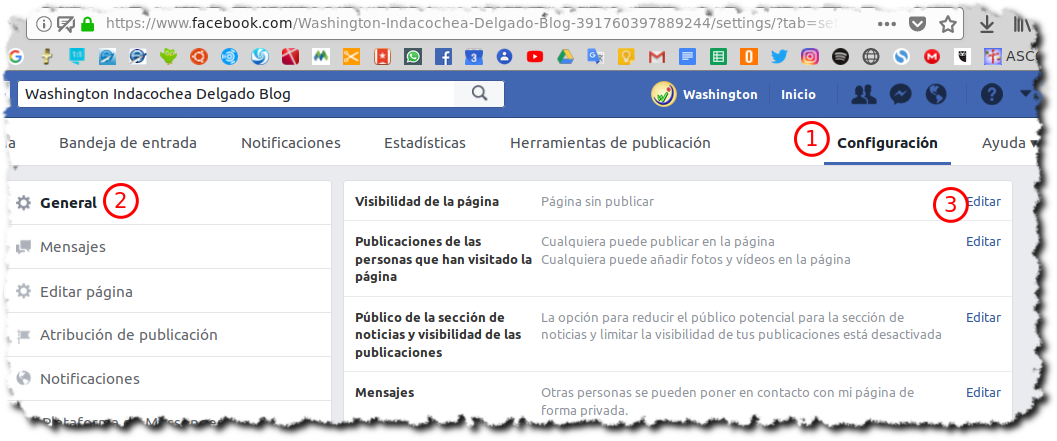 https://www.facebook.com/Washington-Indacochea-Delgado-Blog-391760397889244/settings/?tab=set
ASC
Washington Indacochea Delgado Blog
Washington
Inicio
Bandeja de entrada
Notificaciones
Estadísticas
Herramientas de publicación
1
Configuración
Ayuda
General
2
Mensajes
Editar página
Atribución de publicación
Notificaciones
Plataforma de Messenger
Visibilidad de la página
Página sin publicar
3
Editar
Publicaciones de las
personas que han visitado la
página
Cualquiera puede publicar en la página
Cualquiera puede añadir fotos y vídeos en la página
Editar
Público de la sección de
noticias y visibilidad de las
publicaciones
La opción para reducir el público potencial para la sección de
noticias y limitar la visibilidad de tus publicaciones está desactivada
Editar
Mensajes
Otras personas se pueden poner en contacto con mi página de
forma privada.
Editar